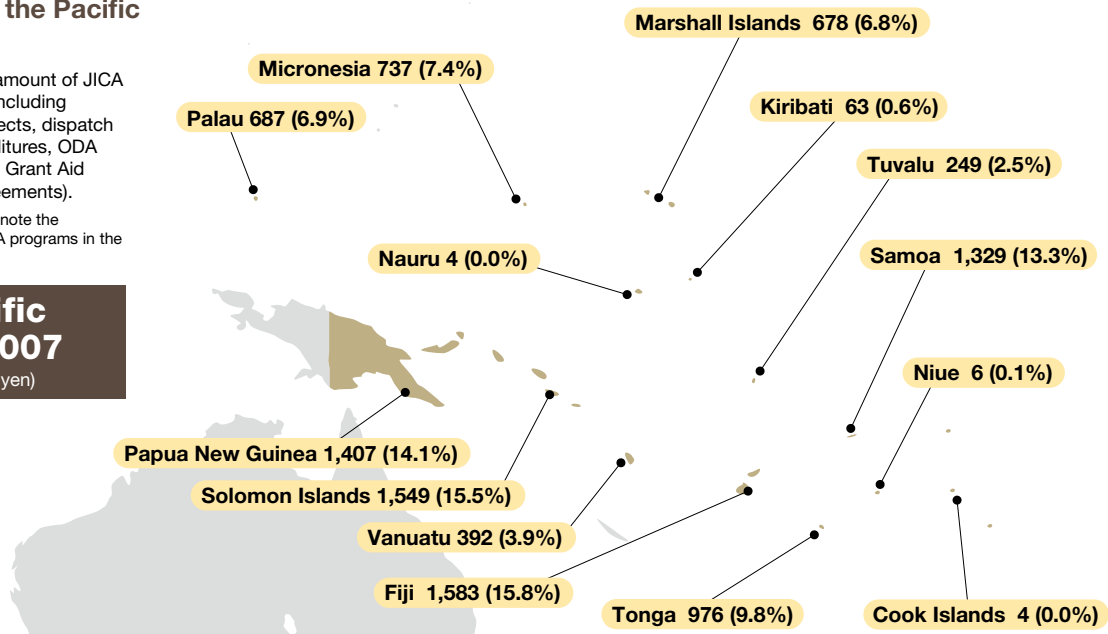 the Pacific
amount of JICA
ncluding
ects, dispatch
ditures, ODA
Grant Aid
eements).
note the
A programs in the
ific
007
yen)
Marshall Islands 678 (6.8%)
Micronesia 737 (7.4%)
Palau 687 (6.9%)
Kiribati 63 (0.6%)
Tuvalu 249 (2.5%)
Nauru 4 (0.0%)
Samoa 1,329 (13.3%)
Niue 6 (0.1%)
Papua New Guinea 1,407 (14.1%)
Solomon Islands 1,549 (15.5%)
Vanuatu 392 (3.9%)
Fiji 1,583 (15.8%)
Tonga 976 (9.8%)
Cook Islands 4 (0.0%)